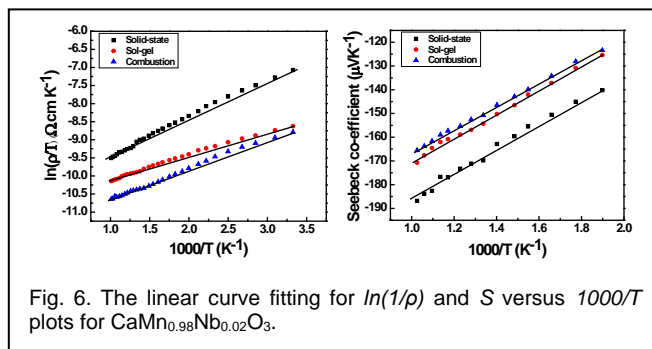 -6.0
-6.5
-7.0
-7.5
-8.0
-8.5
-9.0
-9.5
-10.0
-10.5
-11.0
ln(ρ/T) (Ω cm K⁻¹)
Solid-state
Sol-gel
Combustion
1.0 1.5 2.0 2.5 3.0 3.5
1000/T (K⁻¹)
-120
-130
-140
-150
-160
-170
-180
-190
Seebeck co-efficient (μVK⁻¹)
Solid-state
Sol-gel
Combustion
1.0 1.2 1.4 1.6 1.8 2.0
1000/T (K⁻¹)
Fig. 6. The linear curve fitting for ln(1/ρ) and S versus 1000/T
plots for CaMn₀.₉₈Nb₀.₀₂O₃.